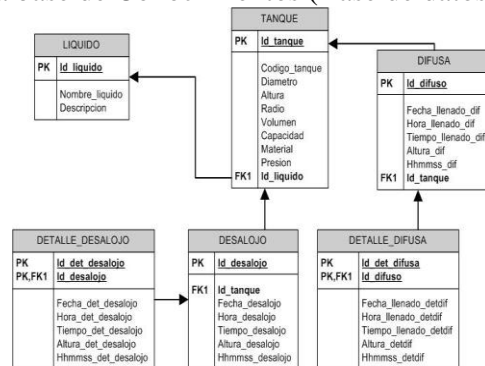 TANQUE
PK Id_tanque
Codigo_tanque
Diametro
Altura
Radio
Volumen
Capacidad
Material
Presion
FK1 Id_liquido
LIQUIDO
PK Id_liquido
Nombre_liquido
Descripcion
DIFUSA
PK Id_difuso
Fecha_llenado_dif
Hora_llenado_dif
Tiempo_llenado_dif
Altura_dif
Hhmmss_dif
FK1 Id_tanque
DETALLE_DESALOJO
PK Id_det_desalojo
PK,FK1 Id_desalojo
Fecha_det_desalojo
Hora_det_desalojo
Tiempo_det_desalojo
Altura_det_desalojo
Hhmmss_det_desalojo
DESALOJO
PK Id_desalojo
FK1 Id_tanque
Fecha_desalojo
Hora_desalojo
Tiempo_desalojo
Altura_desalojo
Hhmmss_desalojo
DETALLE_DIFUSA
PK Id_det_difusa
PK,FK1 Id_difuso
Fecha_llenado_detdif
Hora_llenado_detdif
Tiempo_llenado_detdif
Altura_detdif
Hhmmss_detdif